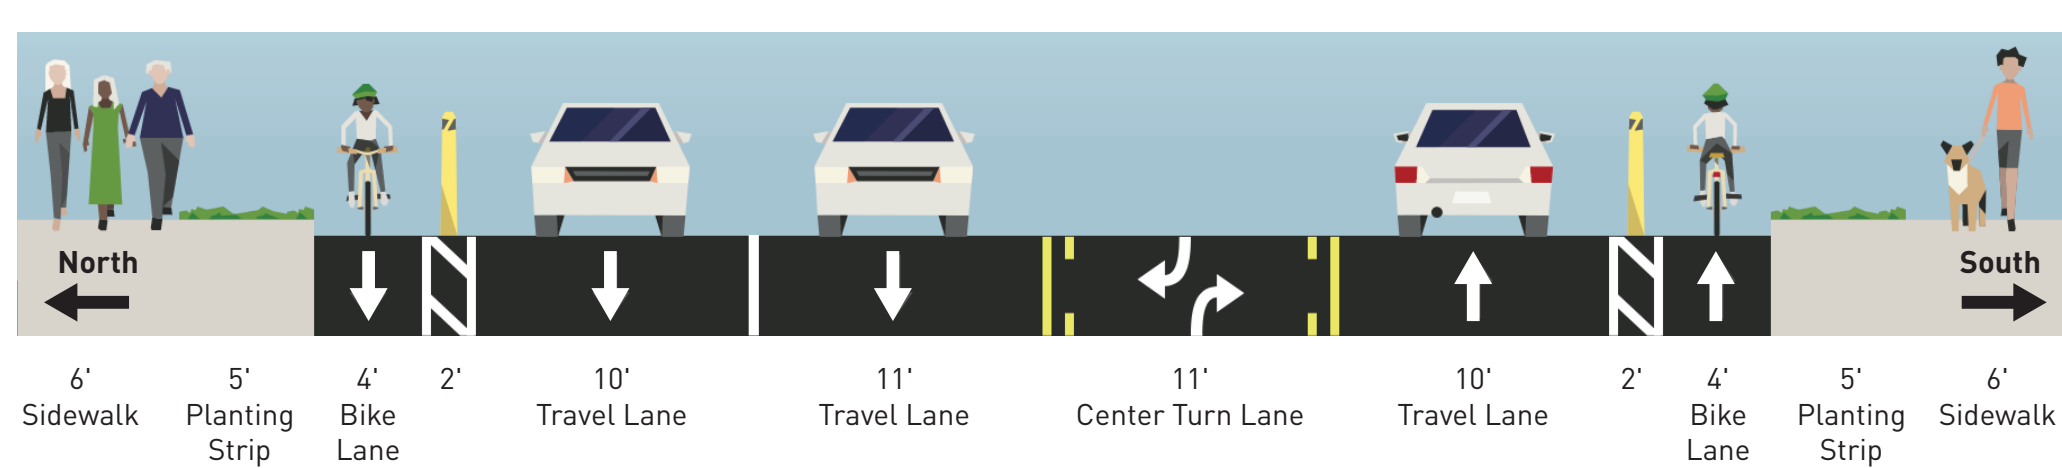 North
South
6'
Sidewalk
5'
Planting
Strip
4'
Bike
Lane
2'
10'
Travel Lane
11'
Travel Lane
11'
Center Turn Lane
10'
Travel Lane
2'
4'
Bike
Lane
5'
Planting
Strip
6'
Sidewalk